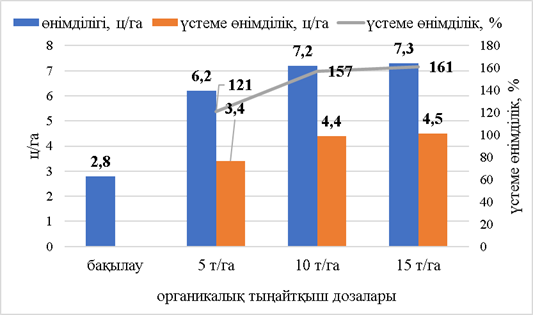 өнімділігі, ц/га үстеме өнімділік, ц/га үстеме өнімділік, %
8 7 6 5 4 3 2 1 0
ц/га
2,8 6,2 7,2 7,3
3,4 4,4 4,5
121 157 161
180 160 140 120 100 80 60 40 20 0
үстеме өнімділік, %
бақылау 5 т/га 10 т/га 15 т/га
органикалық тыңайтқыш дозалары